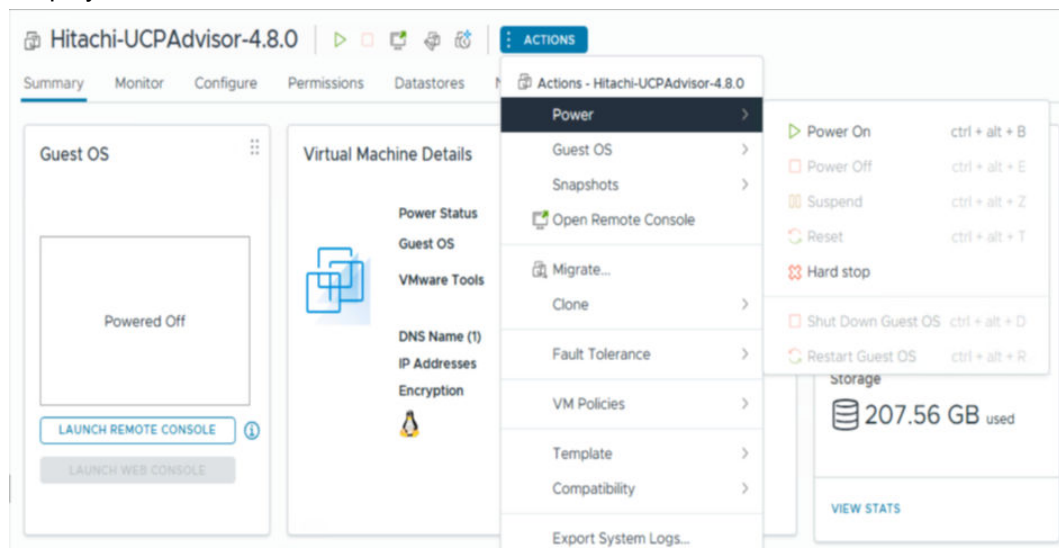 Hitachi-UCPAdvisor-4.8.0
ACTIONS
Summary Monitor Configure Permissions Datastores
Actions - Hitachi-UCPAdvisor-4.8.0
Power
Guest OS
Snapshots
Open Remote Console
Migrate...
Clone
Fault Tolerance
VM Policies
Template
Compatibility
Export System Logs...
Power On ctrl + alt + B
Power Off ctrl + alt + E
Suspend ctrl + alt + Z
Reset ctrl + alt + T
Hard stop
Shut Down Guest OS ctrl + alt + D
Restart Guest OS ctrl + alt + R
Guest OS
Powered Off
LAUNCH REMOTE CONSOLE
LAUNCH WEB CONSOLE
Virtual Machine Details
Power Status
Guest OS
VMware Tools
DNS Name (1)
IP Addresses
Encryption
Storage
207.56 GB used
VIEW STATS